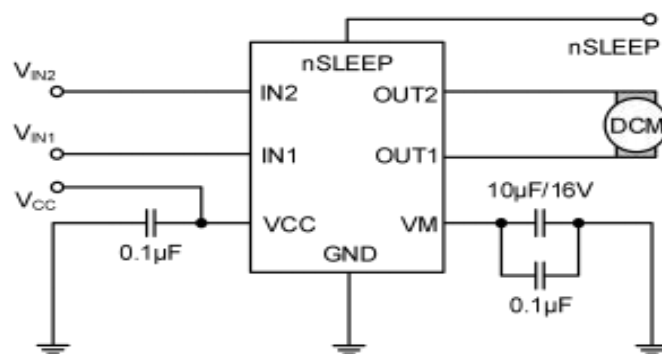 nSLEEP
nSLEEP
V_IN2
IN2
OUT2
DCM
V_IN1
IN1
OUT1
V_CC
10μF/16V
VCC
VM
0.1μF
GND
0.1μF